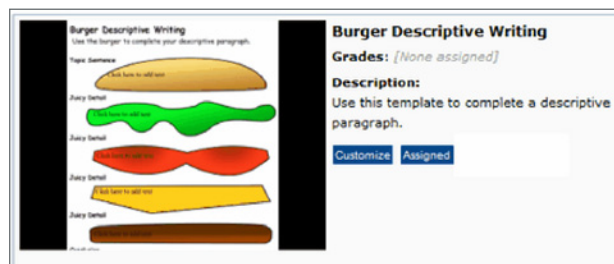 Burger Descriptive Writing
Use the burger to complete your descriptive paragraph.
Topic Sentence
Click here to add text
Juicy Detail
Click here to add text
Juicy Detail
Click here to add text
Juicy Detail
Click here to add text
Juicy Detail
Click here to add text
Burger Descriptive Writing
Grades: [None assigned]
Description:
Use this template to complete a descriptive
paragraph.
Customize Assigned